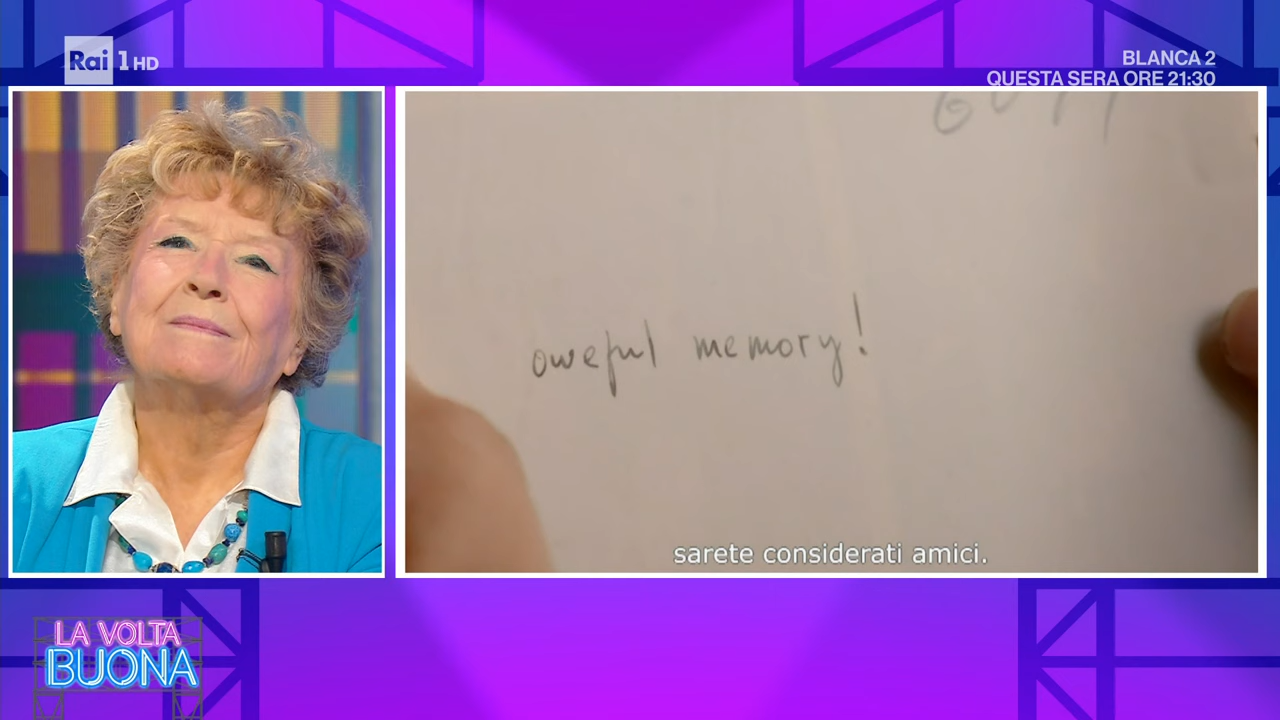 Rai 1 HD
BLANCA 2
QUESTA SERA ORE 21:30
oweful memory!
sarete considerati amici.
LA VOLTA
BUONA